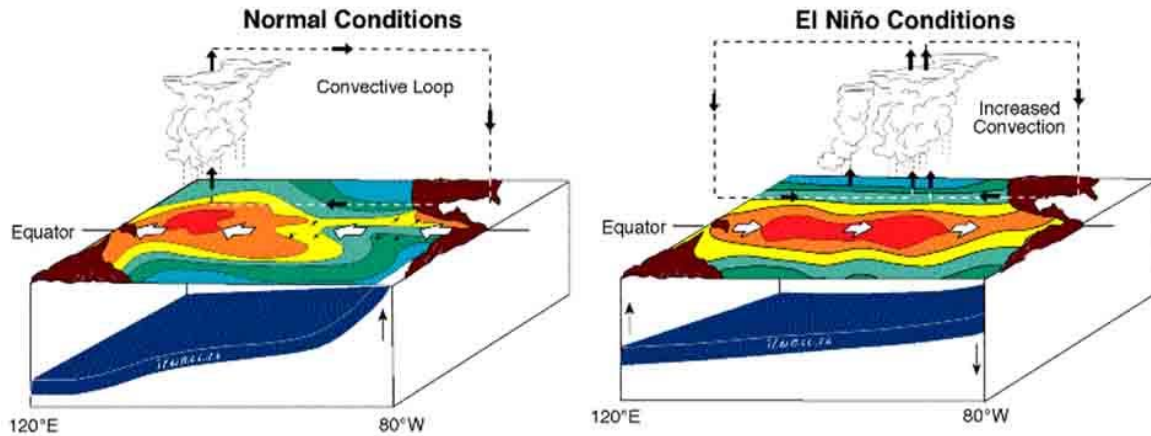 Normal Conditions
Convective Loop
Equator
120°E
80°W
El Niño Conditions
Increased
Convection
Equator
120°E
80°W